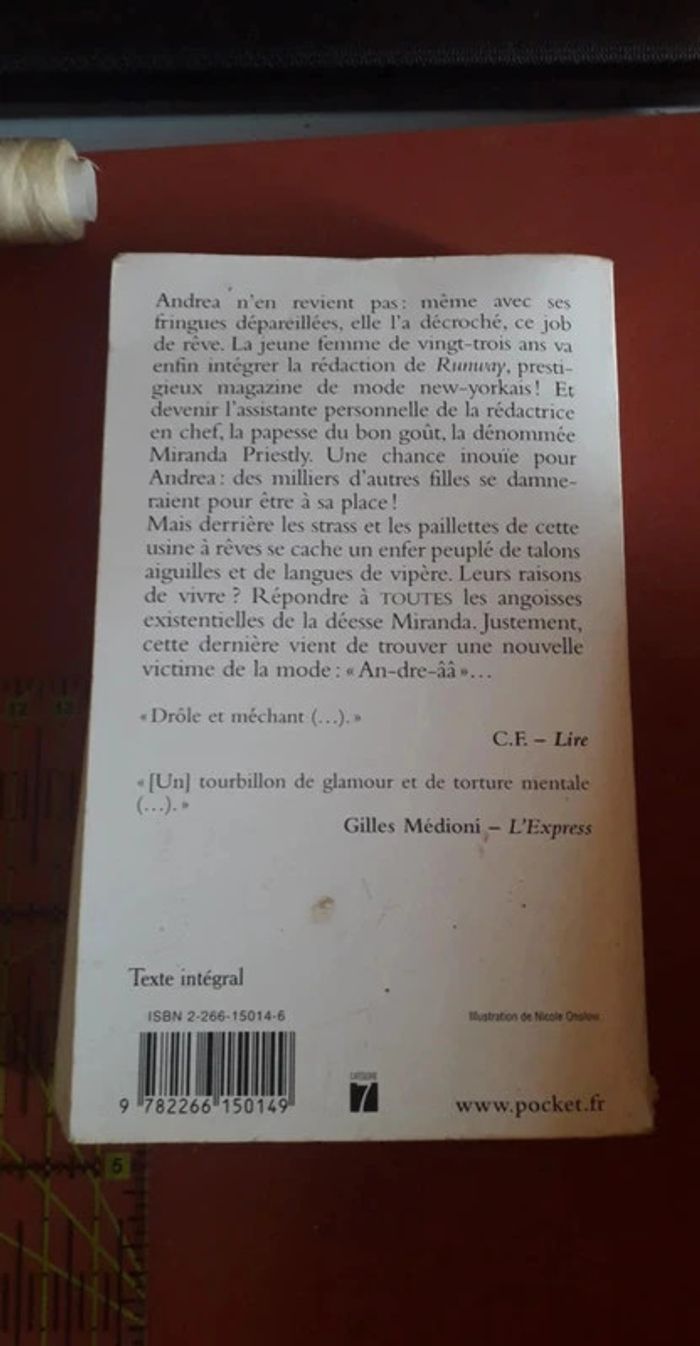 Andrea n'en revient pas : même avec ses
fringues dépareillées, elle l'a décroché, ce job
de rêve. La jeune femme de vingt-trois ans va
enfin intégrer la rédaction de Runway, presti-
gieux magazine de mode new-yorkais ! Et
devenir l'assistante personnelle de la rédactrice
en chef, la papesse du bon goût, la dénommée
Miranda Priestly. Une chance inouïe pour
Andrea : des milliers d'autres filles se damne-
raient pour être à sa place !
Mais derrière les strass et les paillettes de cette
usine à rêves se cache un enfer peuplé de talons
aiguilles et de langues de vipère. Leurs raisons
de vivre ? Répondre à TOUTES les angoisses
existentielles de la déesse Miranda. Justement,
cette dernière vient de trouver une nouvelle
victime de la mode : « An-dre-ââ »...
« Drôle et méchant (...). »
C.F. – Lire
« [Un] tourbillon de glamour et de torture mentale
(...). »
Gilles Médioni – L'Express
Texte intégral
ISBN 2-266-15014-6
Illustration de Nicole Onslow
9 782266 150149
CATÉGORIE
7
www.pocket.fr
12 13
5